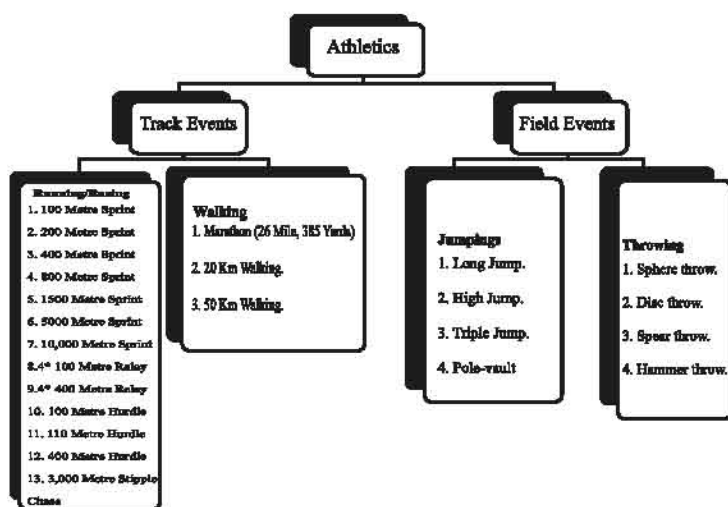 Athletics
Track Events
Field Events
Running/Racing
1. 100 Metre Sprint
2. 200 Metre Sprint
3. 400 Metre Sprint
4. 800 Metre Sprint
5. 1500 Metre Sprint
6. 5000 Metre Sprint
7. 10,000 Metre Sprint
8.4* 100 Metre Relay
9.4* 400 Metre Relay
10. 100 Metre Hurdle
11. 110 Metre Hurdle
12. 400 Metre Hurdle
13. 3,000 Metre Stipple
Chase
Walking
1. Marathon (26 Mile, 385 Yards)
2. 20 Km Walking.
3. 50 Km Walking.
Jumpings
1. Long Jump.
2. High Jump.
3. Triple Jump.
4. Pole-vault
Throwing
1. Sphere throw.
2. Disc throw.
3. Spear throw.
4. Hammer throw.